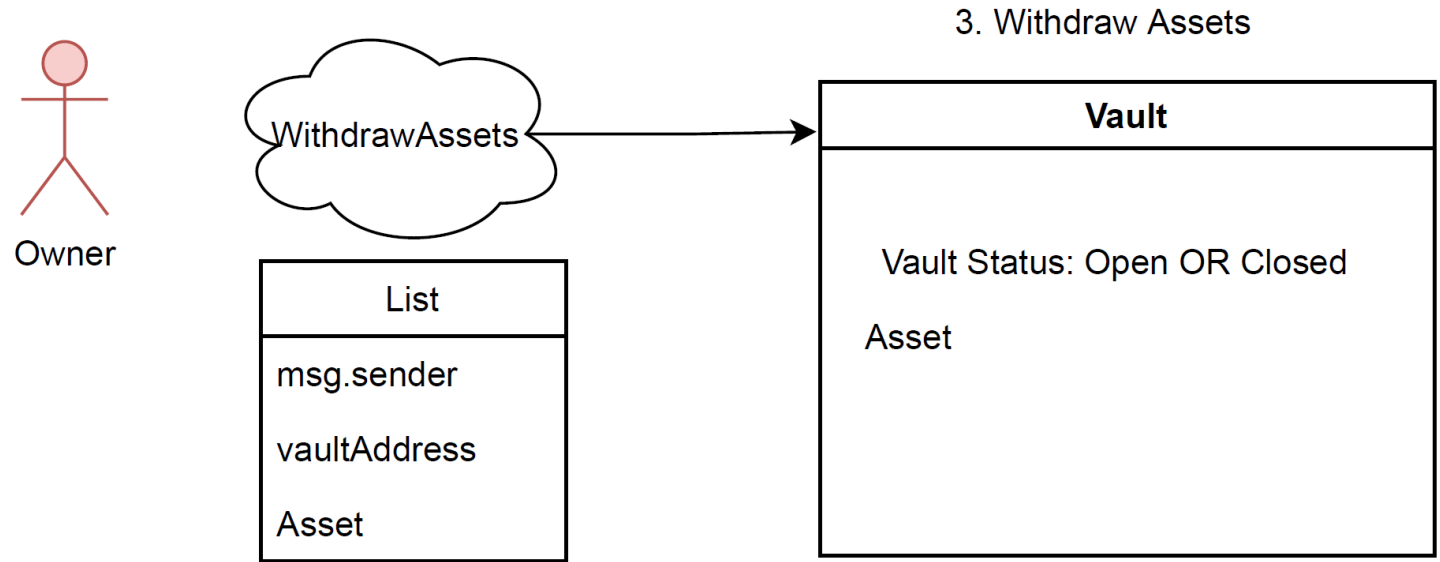 3. Withdraw Assets
Owner
WithdrawAssets
List
msg.sender
vaultAddress
Asset
Vault
Vault Status: Open OR Closed
Asset